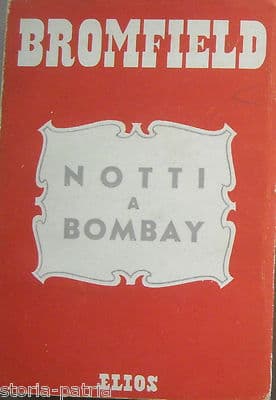 BROMFIELD
NOTTI
A
BOMBAY
ELIOS
storia-patria